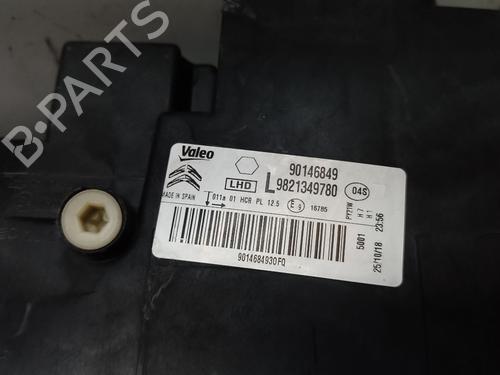 B-PARTS
Valeo
90146849
LHD
L9821349780
04S
MADE IN SPAIN
011a 01 HCR PL 12.5
E9
16785
PY21W
H7
H1
9014684930FQ
5001
25/10/18 23:56